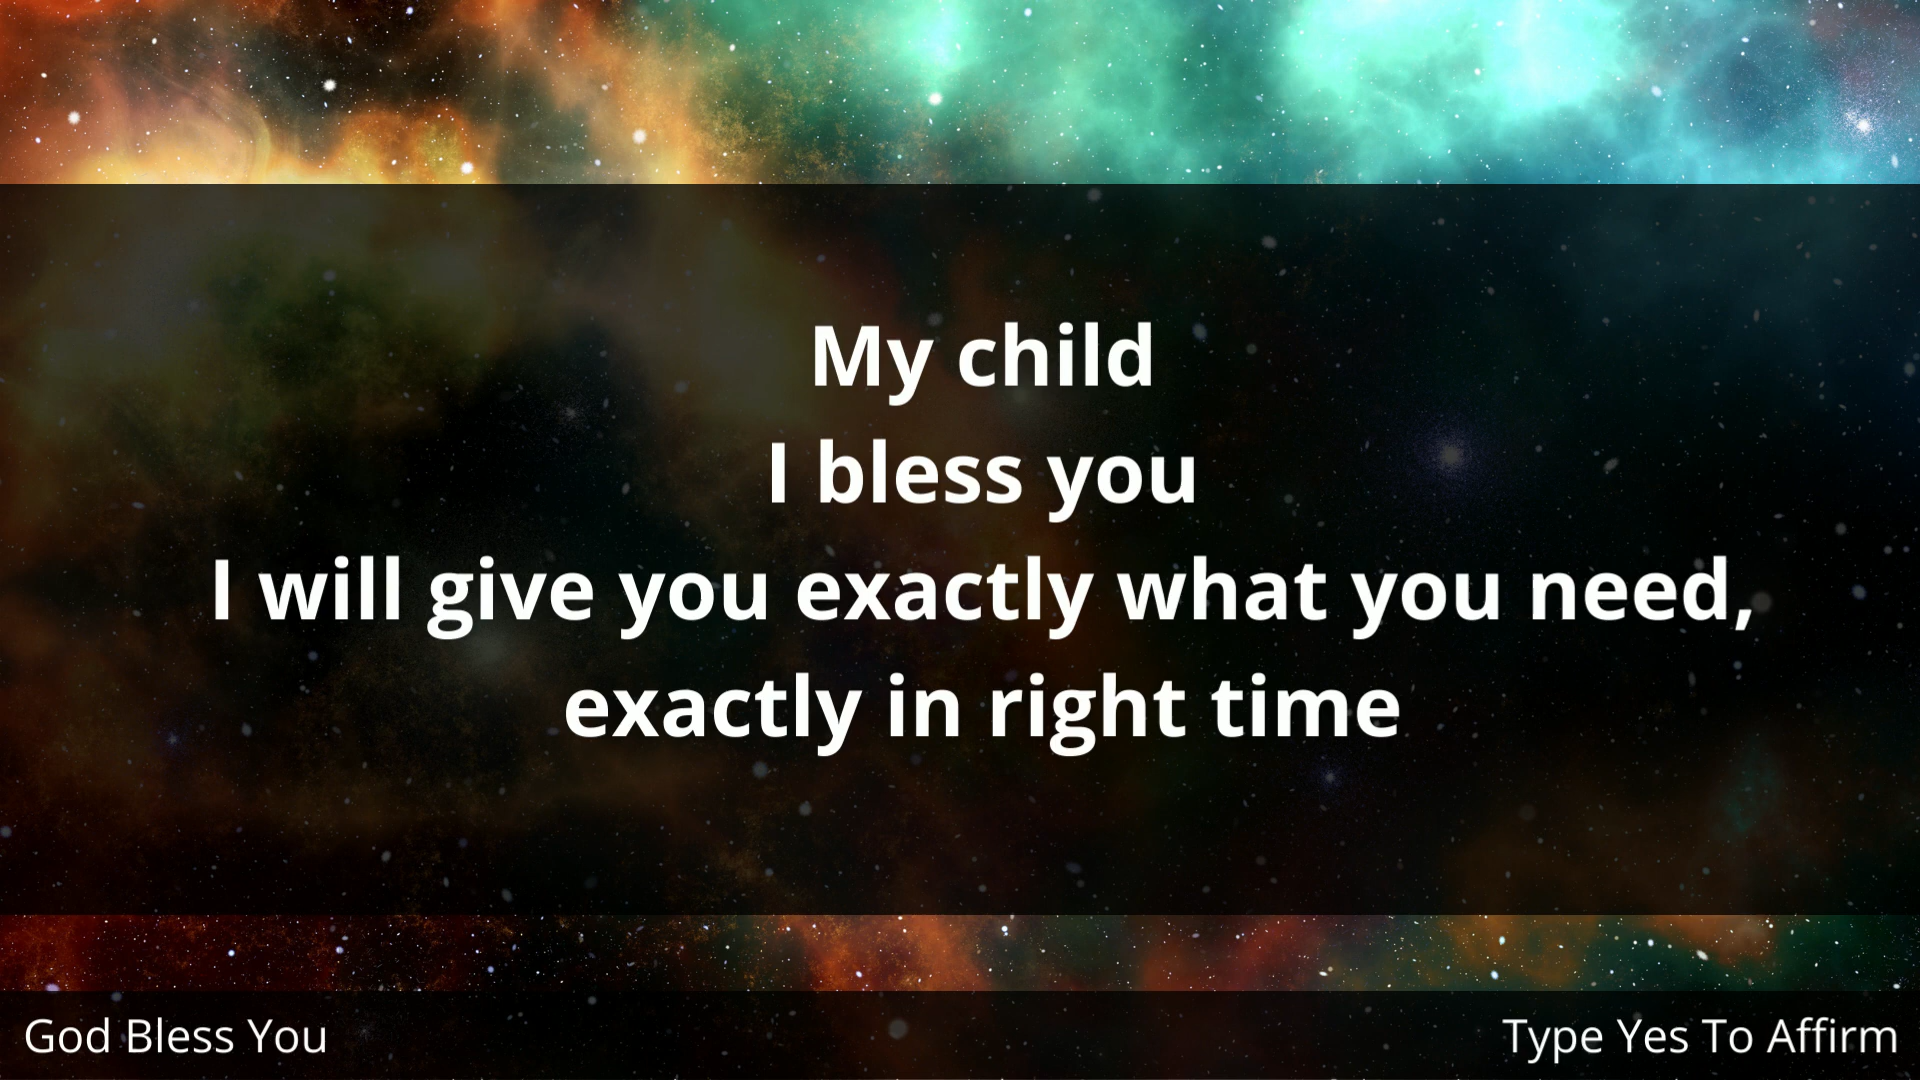 My child
I bless you
I will give you exactly what you need,
exactly in right time
God Bless You
Type Yes To Affirm